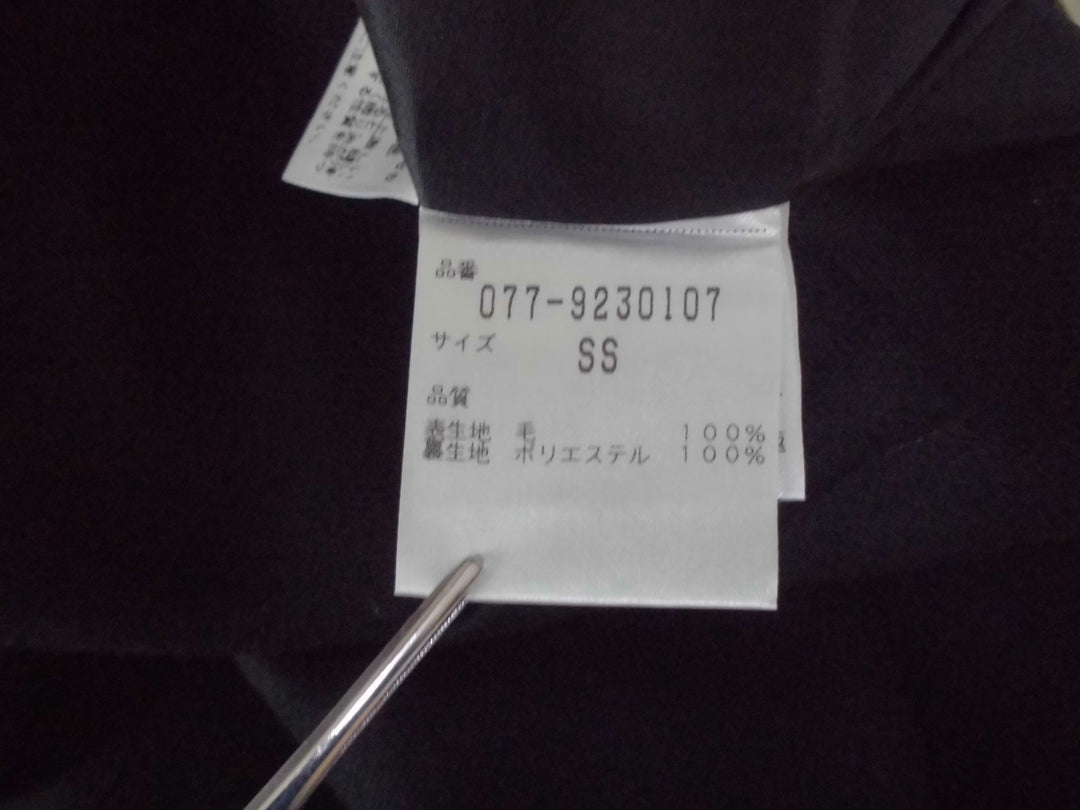 品番
077-9230107
サイズ
SS
品質
表生地 毛 100%
裏生地 ポリエステル 100%